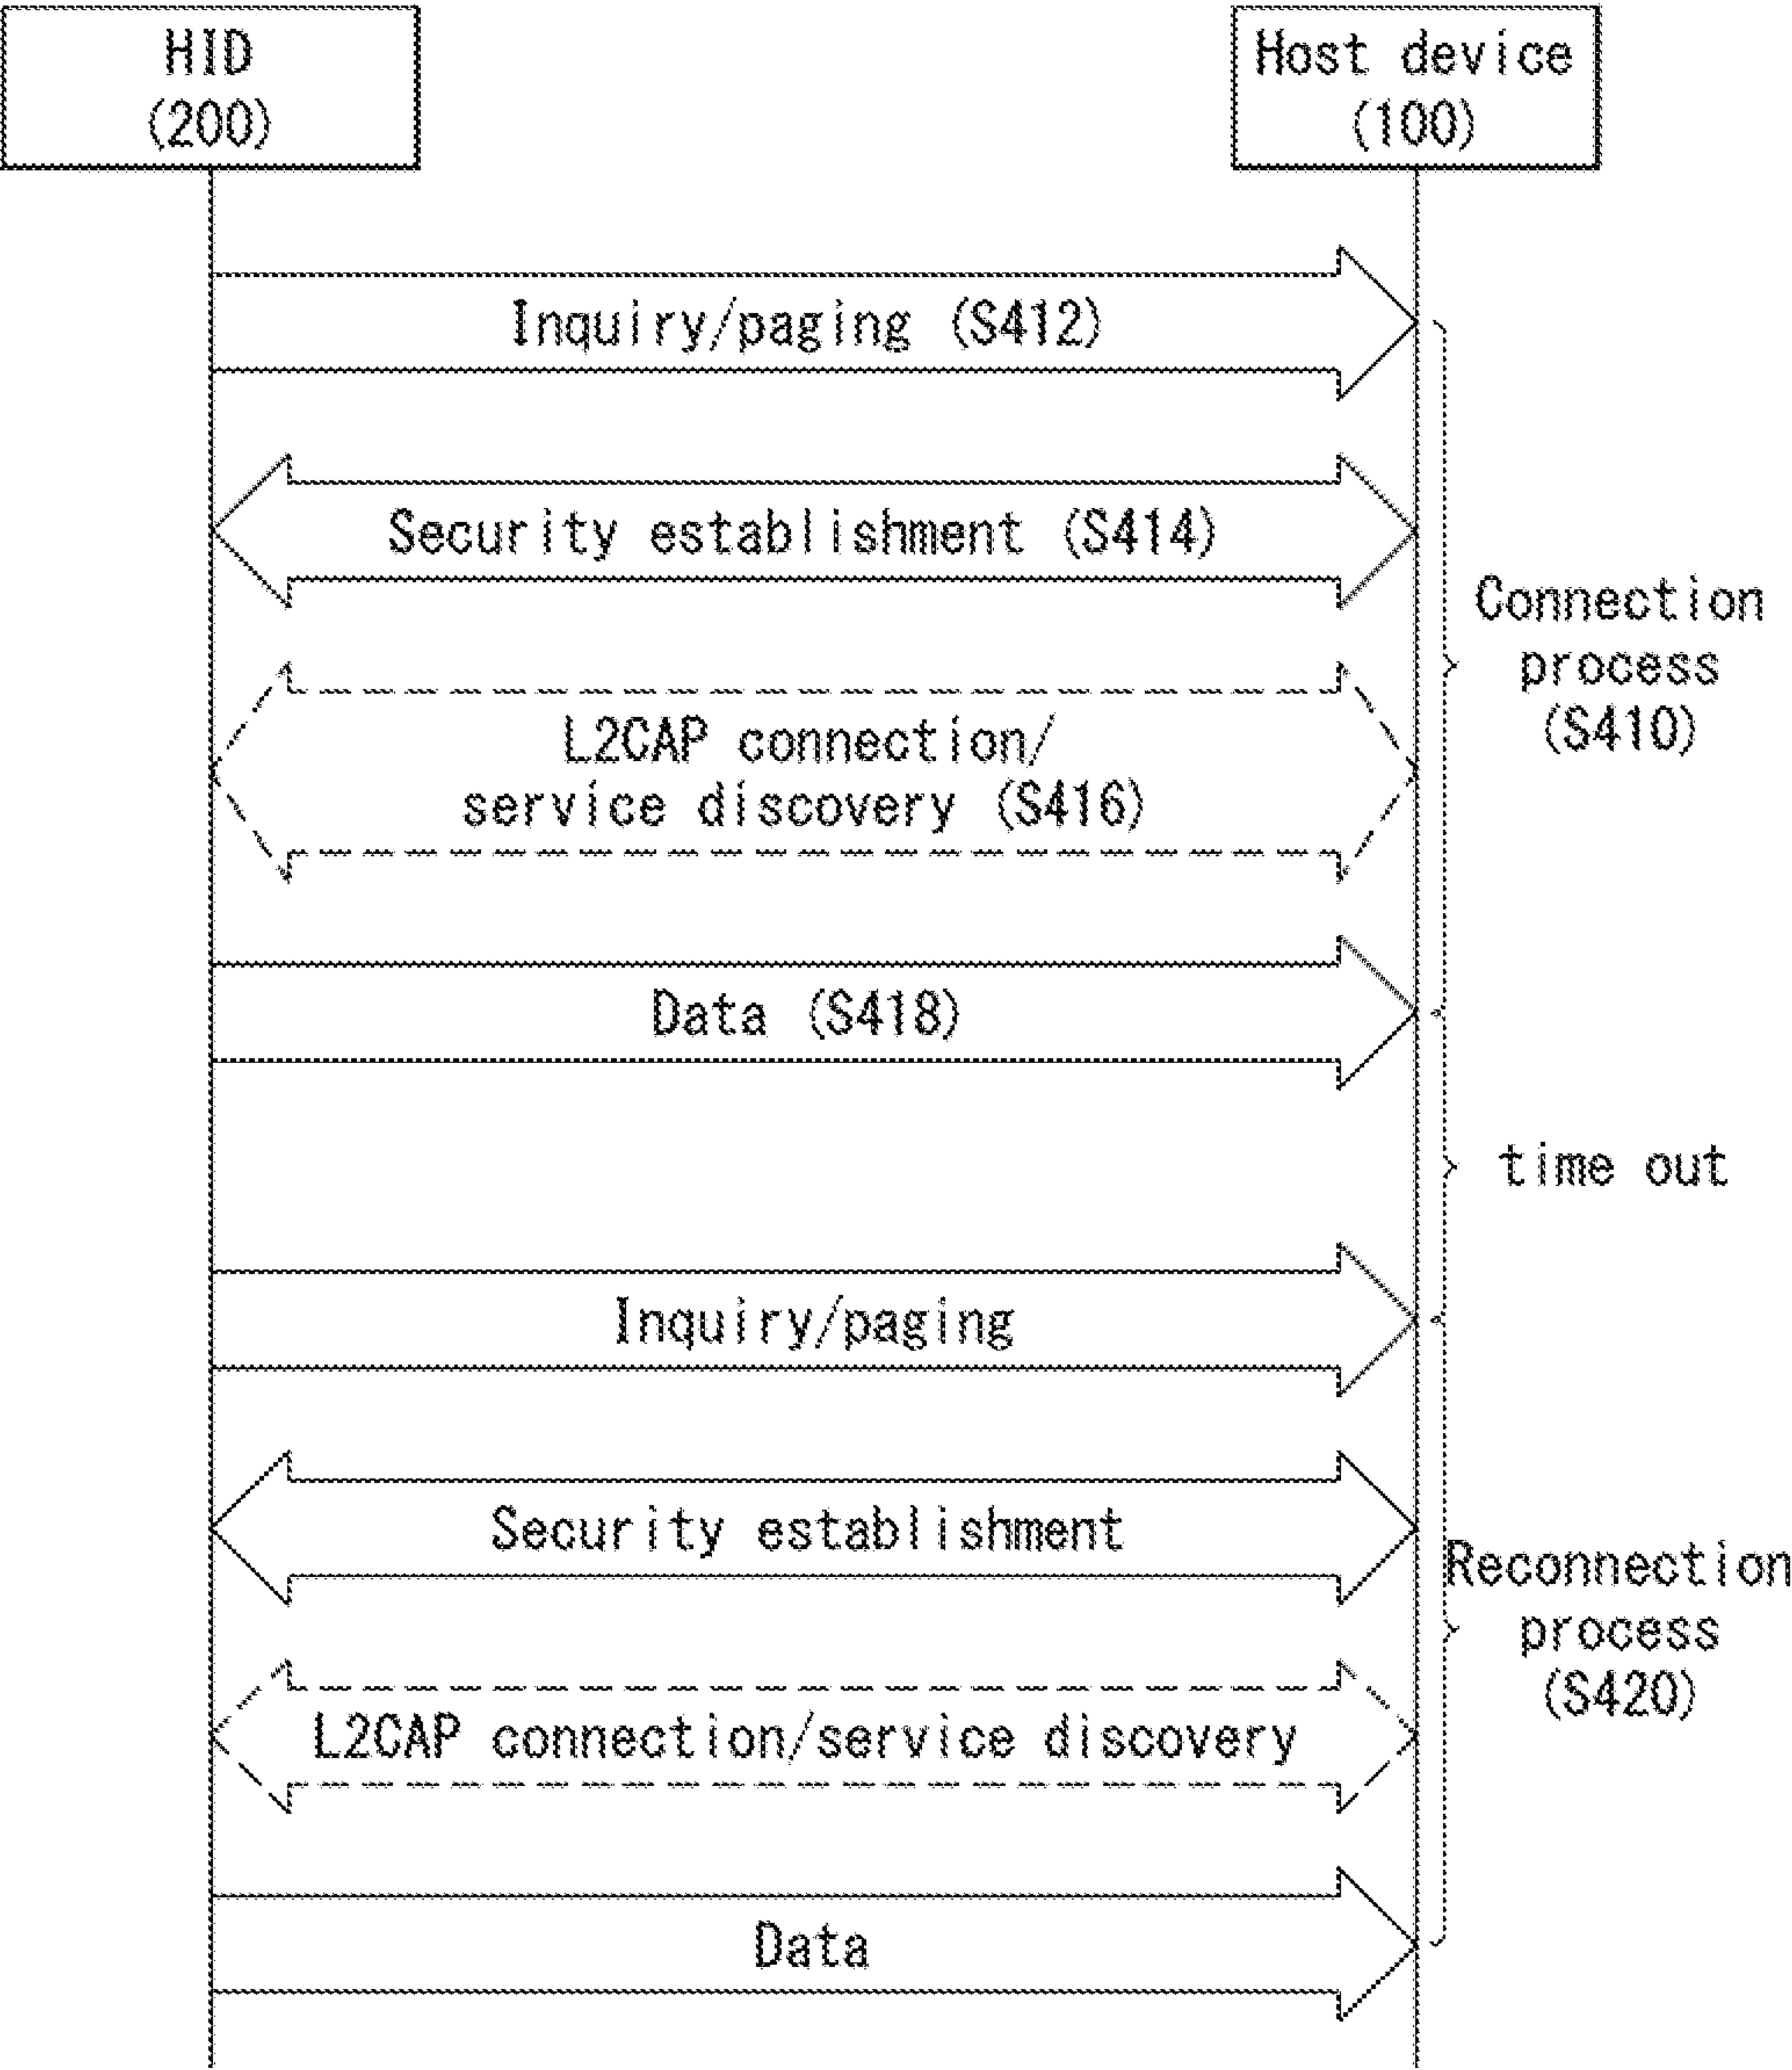 HID
(200)
Host device
(100)
Inquiry/paging (S412)
Security establishment (S414)
Connection
process
(S410)
L2CAP connection/
service discovery (S416)
Data (S418)
time out
Inquiry/paging
Security establishment
Reconnection
process
(S420)
L2CAP connection/service discovery
Data